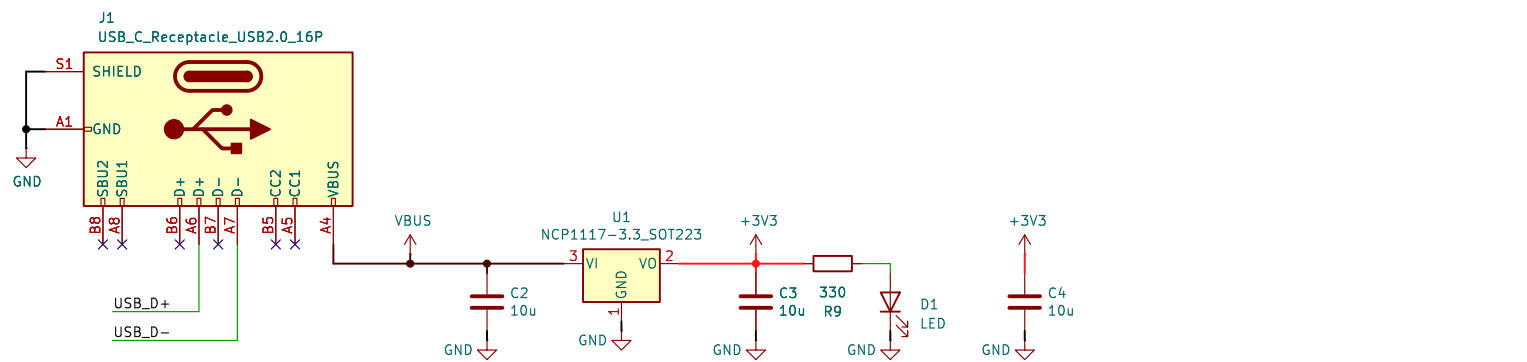 J1
USB_C_Receptacle_USB2.0_16P
S1
SHIELD
A1
GND
GND
SBU2
SBU1
D+
D+
D-
D-
CC2
CC1
VBUS
B8
A8
B6
A6
B7
A7
B5
A5
A4
USB_D+
USB_D-
VBUS
C2
10u
GND
U1
NCP1117-3.3_SOT223
3
VI
VO
2
GND
1
GND
+3V3
C3
10u
GND
330
R9
D1
LED
GND
+3V3
C4
10u
GND